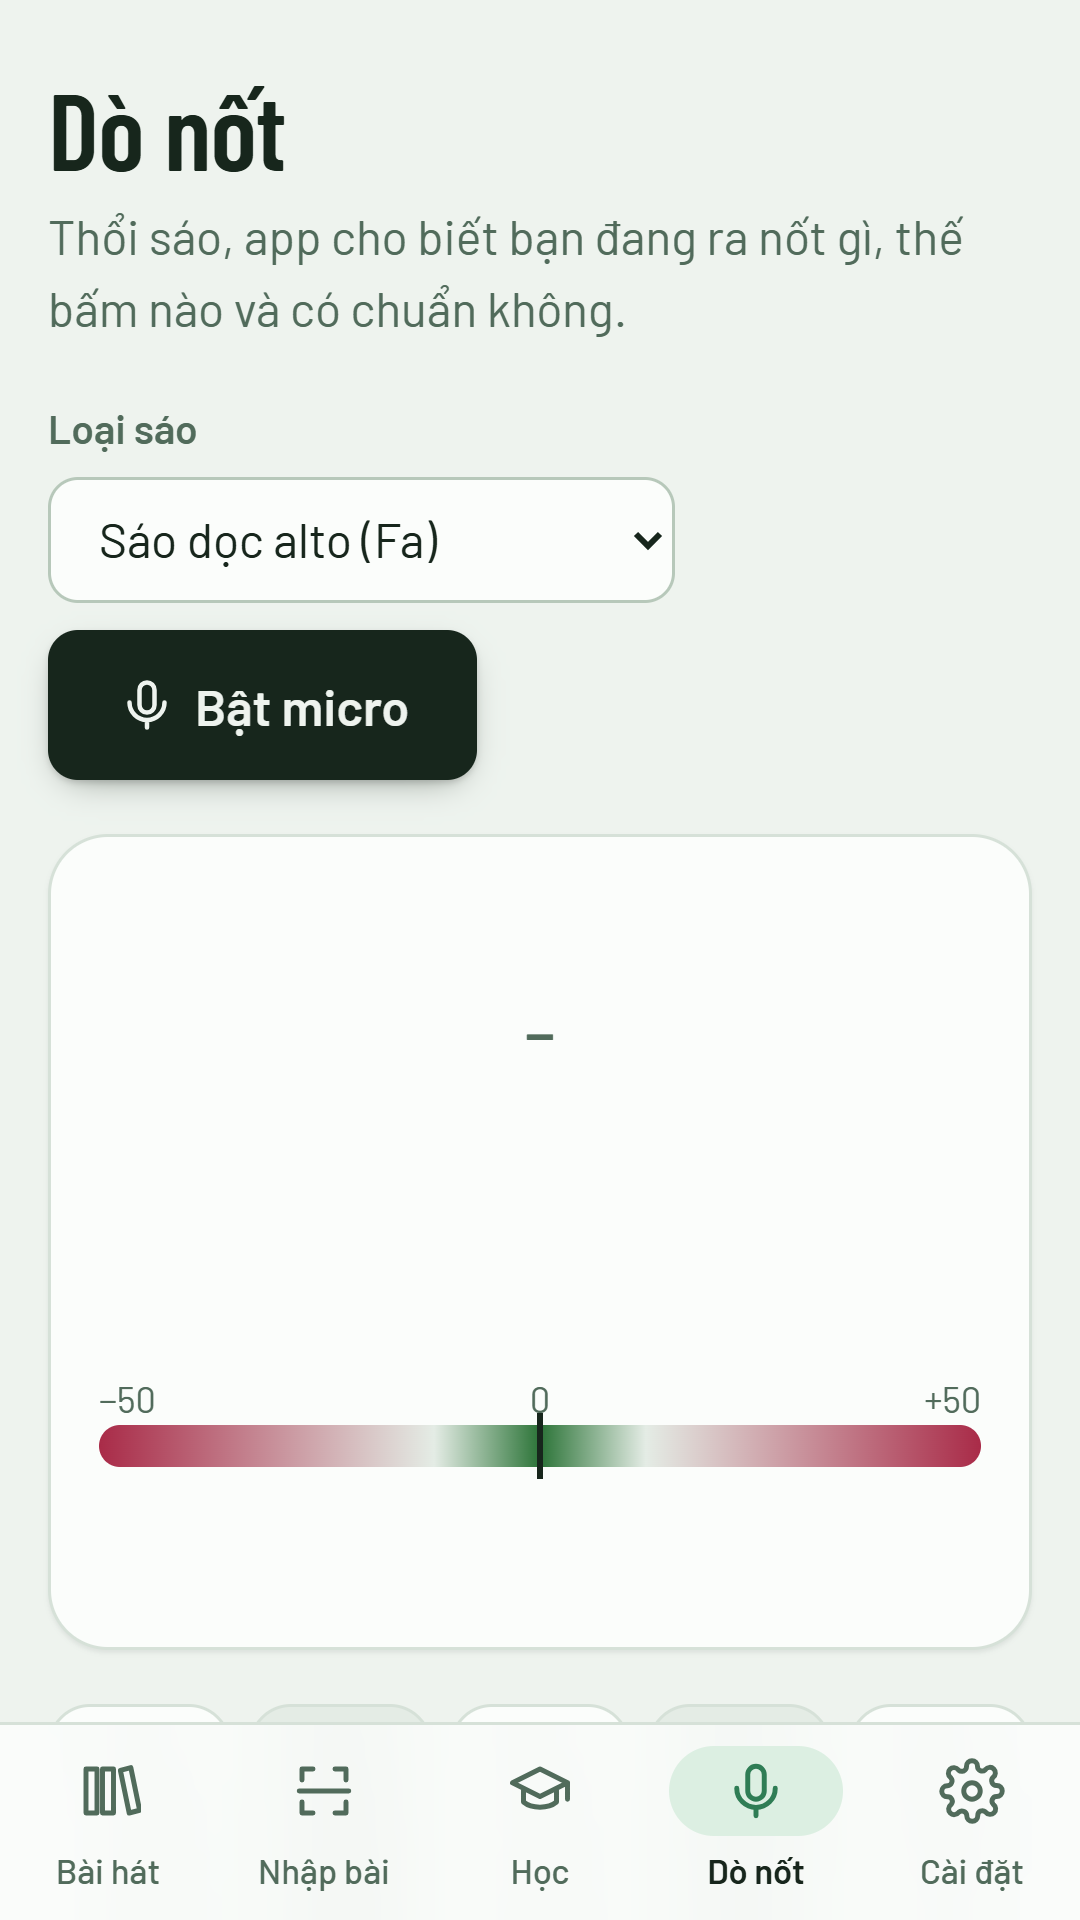 Dò nốt
Thổi sáo, app cho biết bạn đang ra nốt gì, thế
bấm nào và có chuẩn không.
Loại sáo
Sáo dọc alto (Fa)
Bật micro
–
−50 0 +50
Bài hát Nhập bài Học Dò nốt Cài đặt